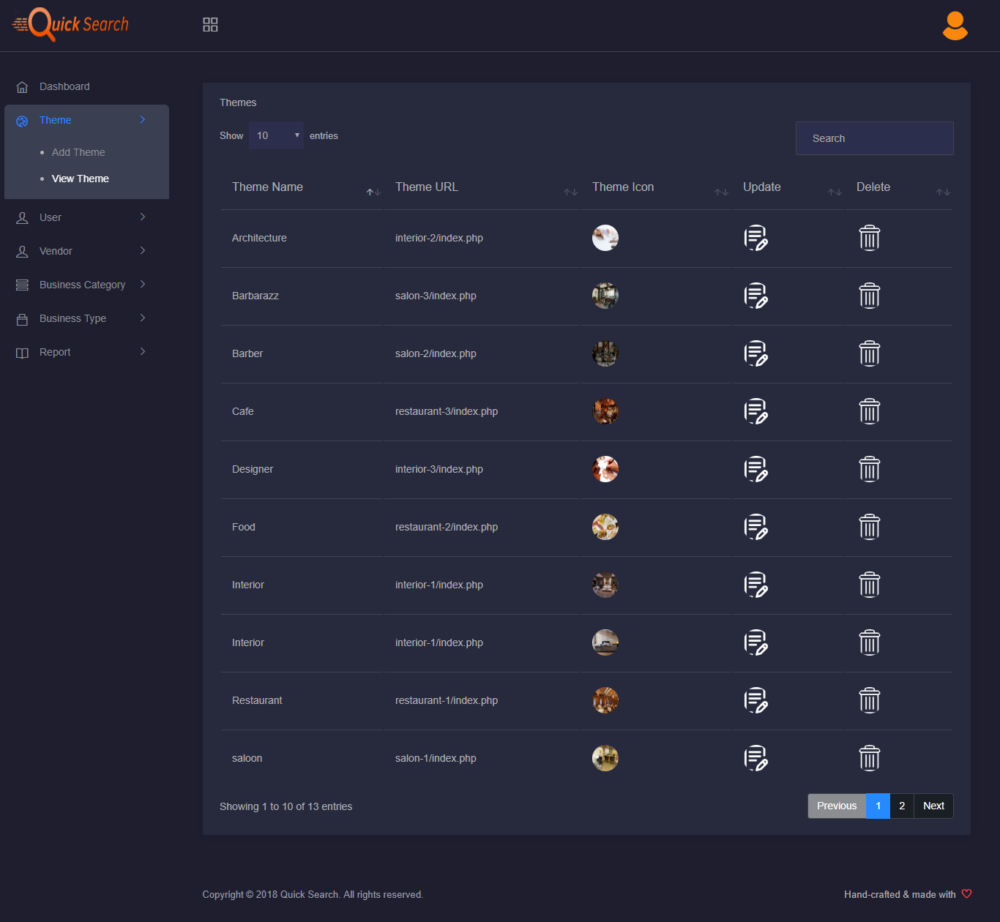 Quick Search
Dashboard
Theme
Add Theme
View Theme
User
Vendor
Business Category
Business Type
Report
Themes
Show 10 entries
Search
Theme Name Theme URL Theme Icon Update Delete
Architecture interior-2/index.php
Barbarazz salon-3/index.php
Barber salon-2/index.php
Cafe restaurant-3/index.php
Designer interior-3/index.php
Food restaurant-2/index.php
Interior interior-1/index.php
Interior interior-1/index.php
Restaurant restaurant-1/index.php
saloon salon-1/index.php
Showing 1 to 10 of 13 entries
Previous 1 2 Next
Copyright © 2018 Quick Search. All rights reserved.
Hand-crafted & made with